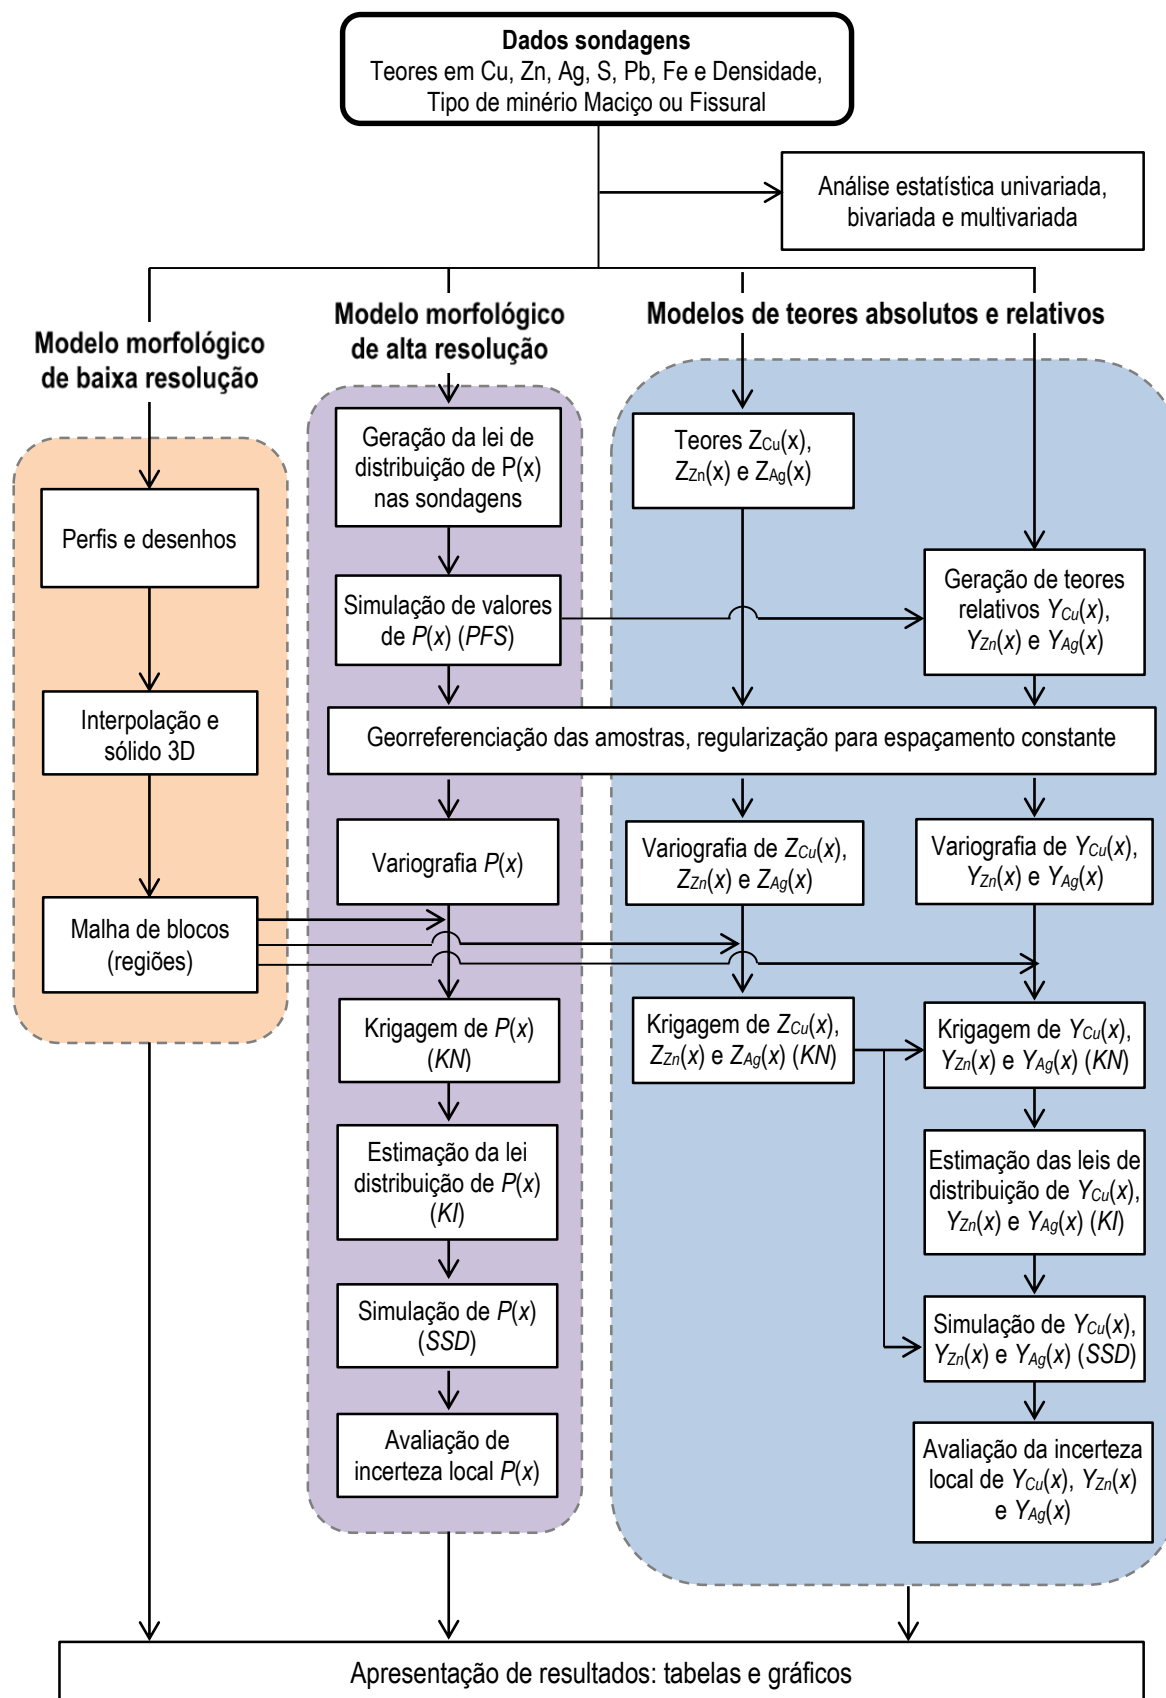 Dados sondagens
Teores em Cu, Zn, Ag, S, Pb, Fe e Densidade,
Tipo de minério Maciço ou Fissural
Análise estatística univariada,
bivariada e multivariada
Modelo morfológico
de baixa resolução
Perfis e desenhos
Interpolação e
sólido 3D
Malha de blocos
(regiões)
Modelo morfológico
de alta resolução
Geração da lei de
distribuição de P(x)
nas sondagens
Simulação de valores
de P(x) (PFS)
Modelos de teores absolutos e relativos
Teores ZCu(x),
ZZn(x) e ZAg(x)
Geração de teores
relativos YCu(x),
YZn(x) e YAg(x)
Georreferenciação das amostras, regularização para espaçamento constante
Variografia P(x)
Krigagem de P(x)
(KN)
Estimação da lei
distribuição de P(x)
(KI)
Simulação de P(x)
(SSD)
Avaliação de
incerteza local P(x)
Variografia de ZCu(x),
ZZn(x) e ZAg(x)
Krigagem de ZCu(x),
ZZn(x) e ZAg(x) (KN)
Variografia de YCu(x),
YZn(x) e YAg(x)
Krigagem de YCu(x),
YZn(x) e YAg(x) (KN)
Estimação das leis de
distribuição de YCu(x),
YZn(x) e YAg(x) (KI)
Simulação de YCu(x),
YZn(x) e YAg(x) (SSD)
Avaliação da incerteza
local de YCu(x), YZn(x)
e YAg(x)
Apresentação de resultados: tabelas e gráficos